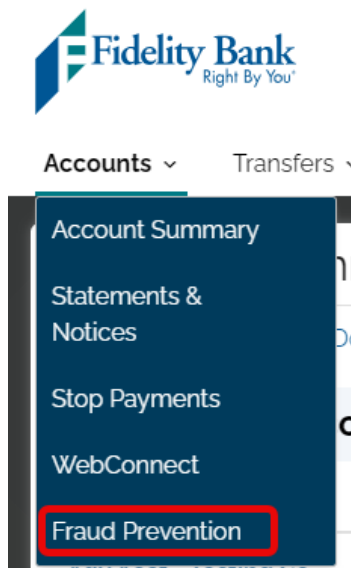 Fidelity Bank
Right By You
Accounts
Transfers
Account Summary
Statements &
Notices
Stop Payments
WebConnect
Fraud Prevention